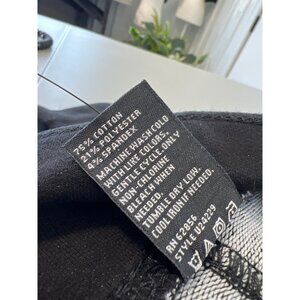 75% COTTON
21% POLYESTER
4% SPANDEX
MACHINE WASH COLD
WITH LIKE COLORS.
GENTLE CYCLE. ONLY
NON-CHLORINE
BLEACH WHEN
NEEDED.
TUMBLE DRY LOW.
COOL IRON IF NEEDED.
RN 62856
STYLE U24229